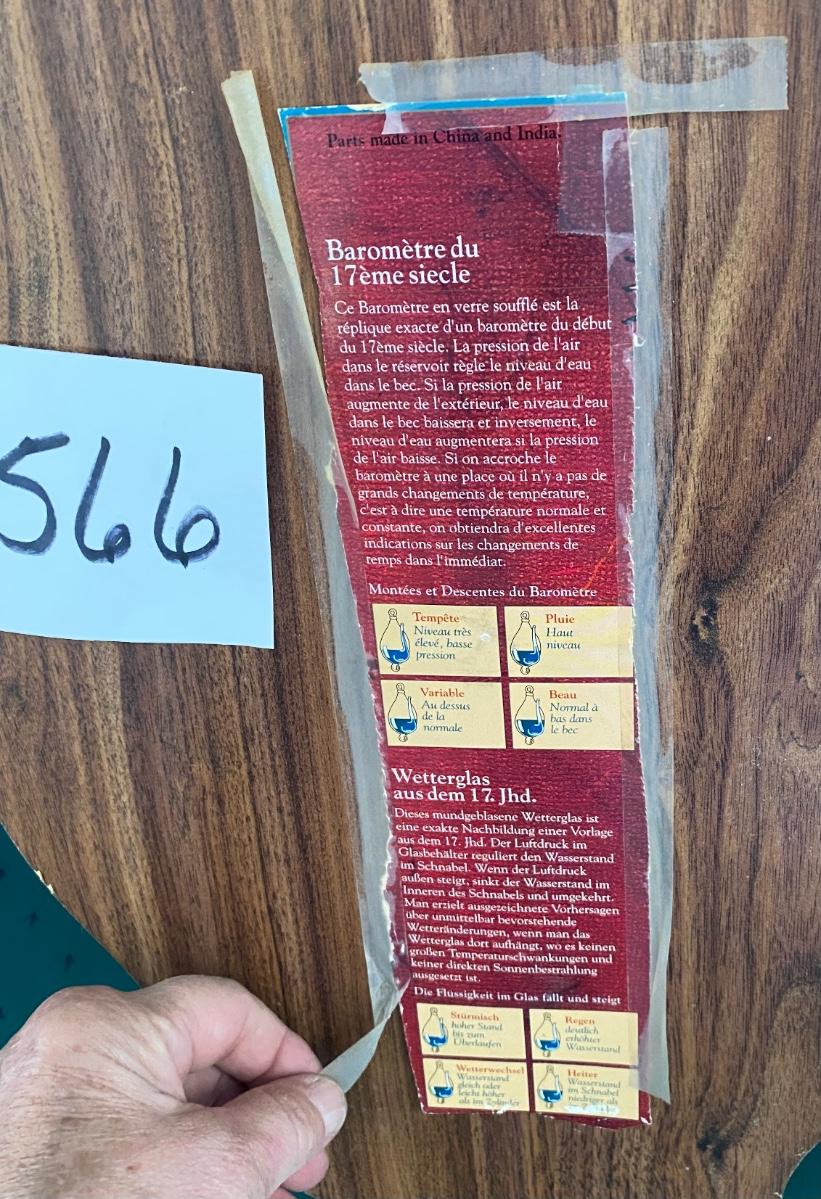 Parts made in China and India.
Baromètre du
17ème siecle
Ce Baromètre en verre soufflé est la
réplique exacte d'un baromètre du début
du 17ème siècle. La pression de l'air
dans le réservoir règle le niveau d'eau
dans le bec. Si la pression de l'air
augmente de l'extérieur, le niveau d'eau
dans le bec baissera et inversement, le
niveau d'eau augmentera si la pression
de l'air baisse. Si on accroche le
baromètre à une place où il n'y a pas de
grands changements de température,
c'est à dire une température normale et
constante, on obtiendra d'excellentes
indications sur les changements de
temps dans l'immédiat.
Montées et Descentes du Baromètre
Tempête
Niveau très
élevé, basse
pression
Pluie
Haut
niveau
Variable
Au dessus
de la
normale
Beau
Normal à
bas dans
le bec
Wetterglas
aus dem 17. Jhd.
Dieses mundgeblasene Wetterglas ist
eine exakte Nachbildung einer Vorlage
aus dem 17. Jhd. Der Luftdruck im
Glasbehälter reguliert den Wasserstand
im Schnabel. Wenn der Luftdruck
außen steigt, sinkt der Wasserstand im
Inneren des Schnabels und umgekehrt.
Man erzielt ausgezeichnete Vorhersagen
über unmittelbar bevorstehende
Wetteränderungen, wenn man das
Wetterglas dort aufhängt, wo es keinen
großen Temperaturschwankungen und
keiner direkten Sonnenbestrahlung
ausgesetzt ist.
Die Flüssigkeit im Glas fällt und steigt
Stürmisch
hoher Stand
bis zum
Überlaufen
Regen
deutlich
erhöhter
Wasserstand
Wetterwechsel
Wasserstand
gleich oder
leicht höher
als im Zylinder
Heiter
Wasserstand
im Schnabel
niedriger als
566